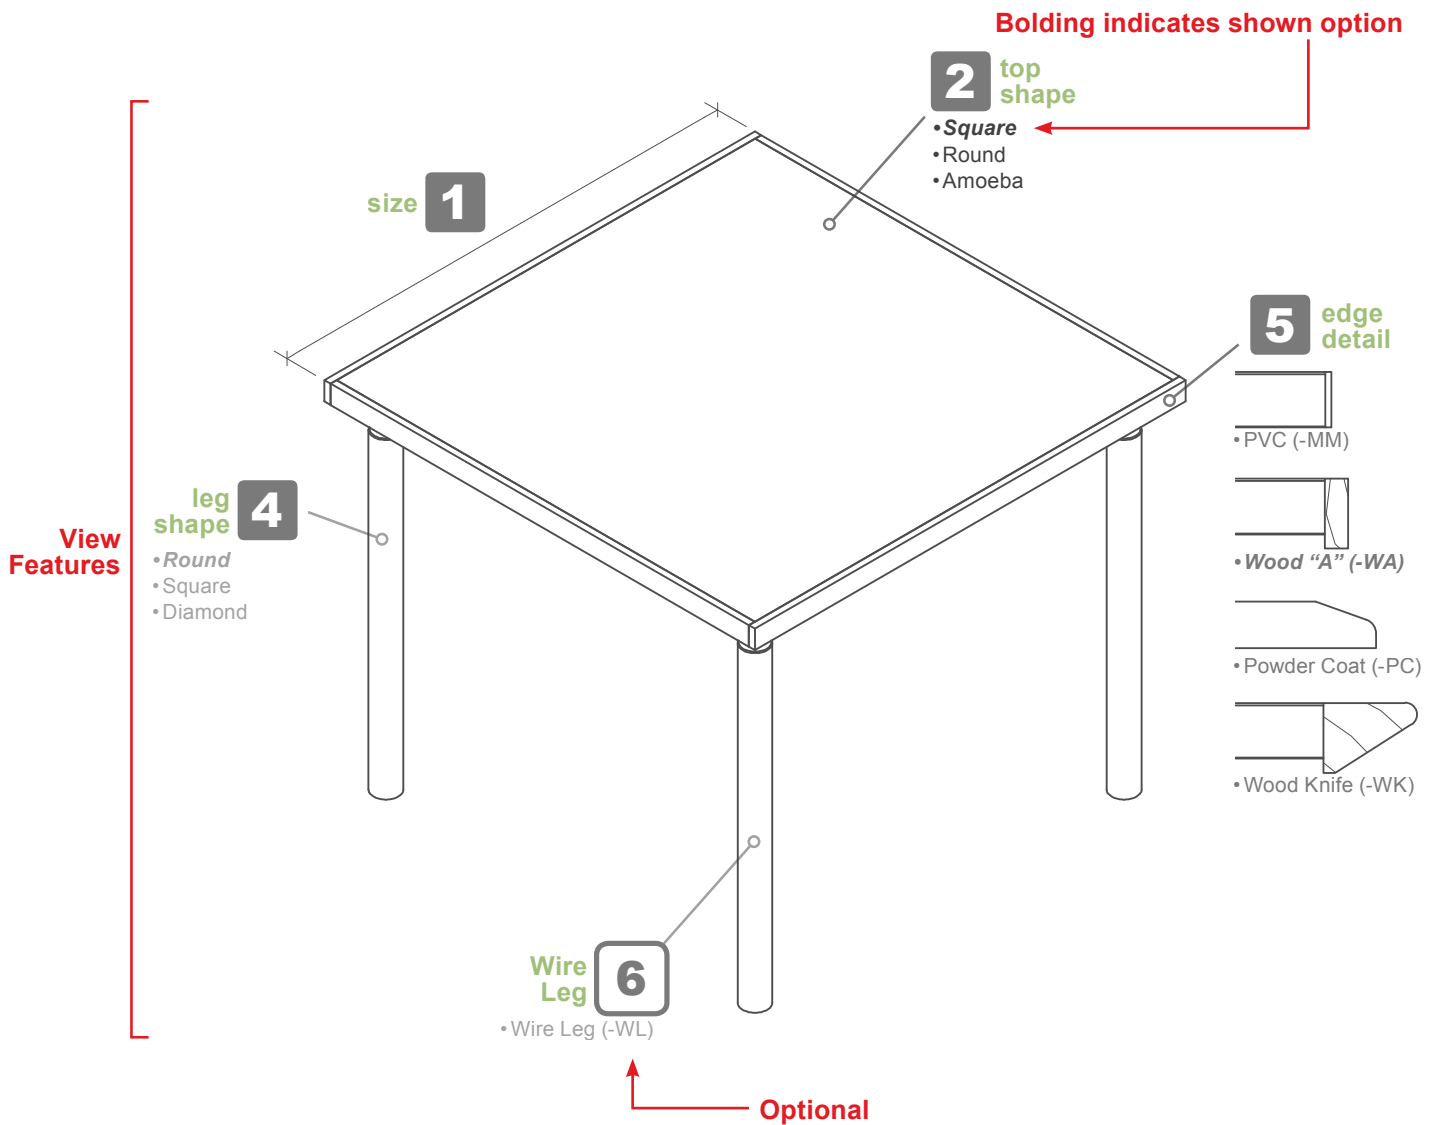 Bolding indicates shown option
2
top
shape
•Square
•Round
•Amoeba
size
1
5
edge
detail
•PVC (-MM)
•Wood “A” (-WA)
•Powder Coat (-PC)
•Wood Knife (-WK)
leg
shape
4
•Round
•Square
•Diamond
View
Features
Wire
Leg
6
•Wire Leg (-WL)
Optional